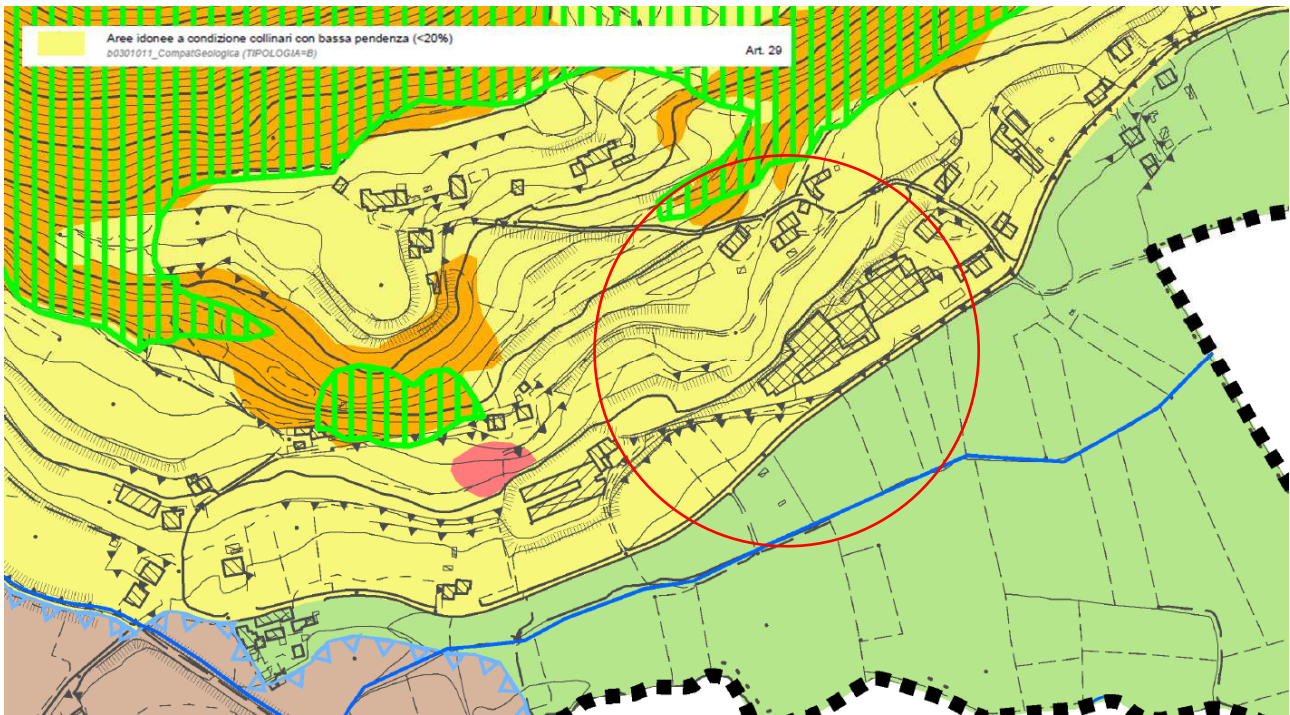 Aree idonee a condizione collinari con bassa pendenza (<20%)
b0301011_CompatGeologica (TIPOLOGIA=B)
Art. 29